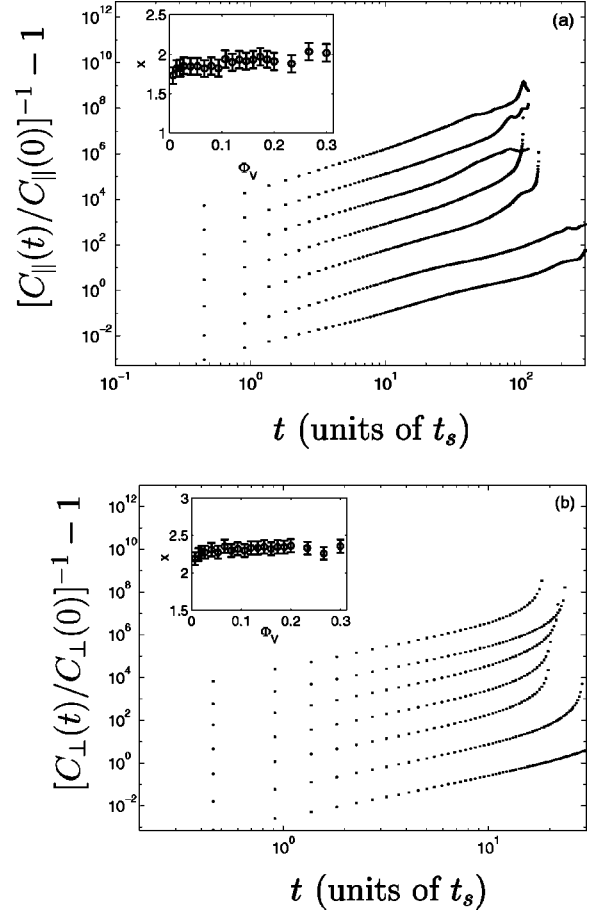 (a)
2.5
2
x
1.5
1
0 0.1 0.2 0.3
Φ_V
10^12
10^10
10^8
10^6
10^4
10^2
10^0
10^-2
[C_∥(t)/C_∥(0)]^-1 − 1
10^-1 10^0 10^1 10^2
t (units of t_s)
(b)
3
2.5
x
2
1.5
0 0.1 0.2 0.3
Φ_V
10^12
10^10
10^8
10^6
10^4
10^2
10^0
10^-2
[C_⊥(t)/C_⊥(0)]^-1 − 1
10^0 10^1
t (units of t_s)